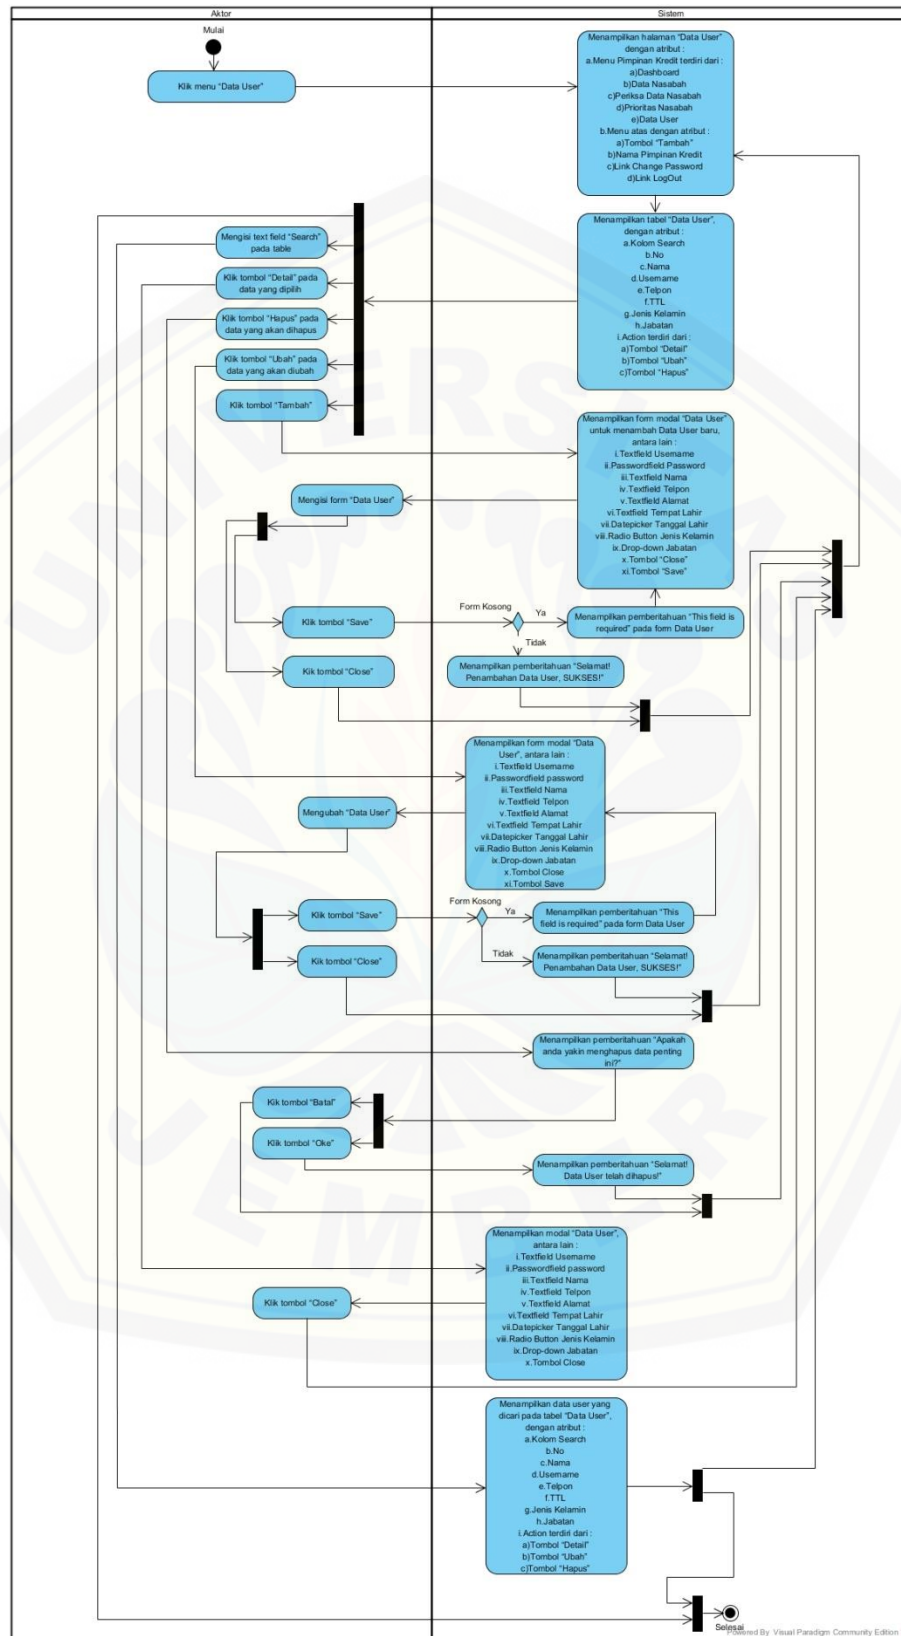 Aktor
Sistem
Mulai
Klik menu “Data User”
Menampilkan halaman “Data User”
dengan atribut :
a.Menu Pimpinan Kredit terdiri dari :
a)Dashboard
b)Data Nasabah
c)Periksa Data Nasabah
d)Prioritas Nasabah
e)Data User
b.Menu atas dengan atribut :
a)Tombol “Tambah”
b)Nama Pimpinan Kredit
c)Link Change Password
d)Link LogOut
Menampilkan tabel “Data User”,
dengan atribut :
a.Kolom Search
b.No
c.Nama
d.Username
e.Telpon
f.TTL
g.Jenis Kelamin
h.Jabatan
i.Action terdiri dari :
a)Tombol “Detail”
b)Tombol “Ubah”
c)Tombol “Hapus”
Mengisi text field “Search”
pada table
Klik tombol “Detail” pada
data yang dipilih
Klik tombol “Hapus” pada
data yang akan dihapus
Klik tombol “Ubah” pada
data yang akan diubah
Klik tombol “Tambah”
Menampilkan form modal “Data User”
untuk menambah Data User baru,
antara lain :
i.Textfield Username
ii.Passwordfield Password
iii.Textfield Nama
iv.Textfield Telpon
v.Textfield Alamat
vi.Textfield Tempat Lahir
vii.Datepicker Tanggal Lahir
viii.Radio Button Jenis Kelamin
ix.Drop-down Jabatan
x.Tombol “Close”
xi.Tombol “Save”
Mengisi form “Data User”
Klik tombol “Save”
Form Kosong
Ya
Menampilkan pemberitahuan “This field is
required” pada form Data User
Tidak
Kik tombol “Close”
Menampilkan pemberitahuan “Selamat!
Penambahan Data User, SUKSES!”
Menampilkan form modal “Data
User”, antara lain :
i.Textfield Username
ii.Passwordfield password
iii.Textfield Nama
iv.Textfield Telpon
v.Textfield Alamat
vi.Textfield Tempat Lahir
vii.Datepicker Tanggal Lahir
viii.Radio Button Jenis Kelamin
ix.Drop-down Jabatan
x.Tombol Close
xi.Tombol Save
Mengubah “Data User”
Klik tombol “Save”
Form Kosong
Ya
Menampilkan pemberitahuan “This
field is required” pada form Data User
Tidak
Kik tombol “Close”
Menampilkan pemberitahuan “Selamat!
Penambahan Data User, SUKSES!”
Menampilkan pemberitahuan “Apakah
anda yakin menghapus data penting
ini?”
Kik tombol “Batal”
Klik tombol “Oke”
Menampilkan pemberitahuan “Selamat!
Data User telah dihapus!”
Menampilkan modal “Data User”,
antara lain :
i.Textfield Username
ii.Passwordfield password
iii.Textfield Nama
iv.Textfield Telpon
v.Textfield Alamat
vi.Textfield Tempat Lahir
vii.Datepicker Tanggal Lahir
viii.Radio Button Jenis Kelamin
ix.Drop-down Jabatan
x.Tombol Close
Klik tombol “Close”
Menampilkan data user yang
dicari pada tabel “Data User”,
dengan atribut :
a.Kolom Search
b.No
c.Nama
d.Username
e.Telpon
f.TTL
g.Jenis Kelamin
h.Jabatan
i.Action terdiri dari :
a)Tombol “Detail”
b)Tombol “Ubah”
c)Tombol “Hapus”
Selesai
Powered By Visual Paradigm Community Edition
UNIVERSITAS
JEMBER